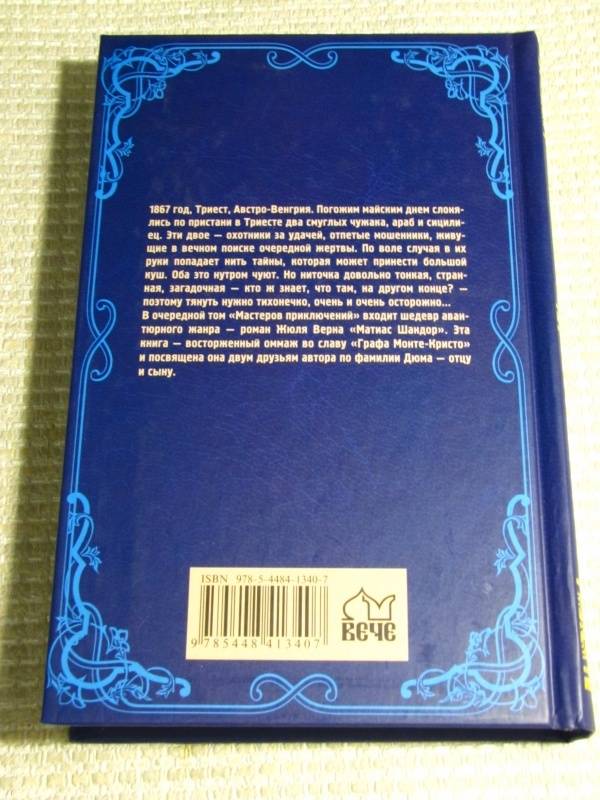 1867 год, Триест, Австро-Венгрия. Погожим майским днем слоня-
лись по пристани в Триесте два смуглых чужака, араб и сицили-
ец. Эти двое — охотники за удачей, отпетые мошенники, живу-
щие в вечном поиске очередной жертвы. По воле случая в их
руки попадает нить тайны, которая может принести большой
куш. Оба это нутром чуют. Но ниточка довольно тонкая, стран-
ная, загадочная — кто ж знает, что там, на другом конце? —
поэтому тянуть нужно тихонечко, очень и очень осторожно...
В очередной том «Мастеров приключений» входит шедевр аван-
тюрного жанра — роман Жюля Верна «Матиас Шандор». Эта
книга — восторженный оммаж во славу «Графа Монте-Кристо»
и посвящена она двум друзьям автора по фамилии Дюма — отцу
и сыну.
ISBN 978-5-4484-1340-7
9 785448 413407
ВЕЧЕ